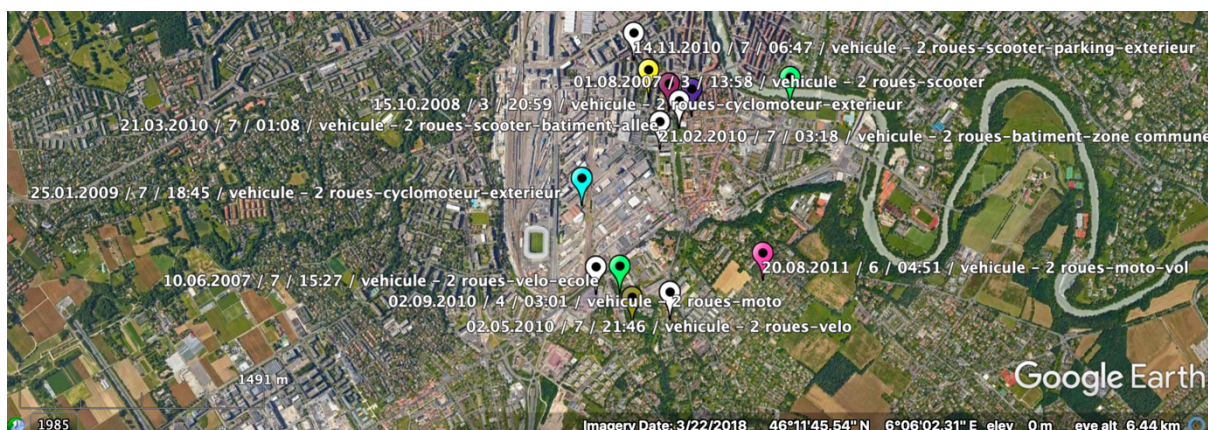 14.11.2010 / 7 / 06:47 / vehicule – 2 roues-scooter-parking-exterieur
01.08.2007 / 3 / 13:58 / vehicule – 2 roues-scooter
15.10.2008 / 3 / 20:59 / vehicule – 2 roues-cyclomoteur-exterieur
21.03.2010 / 7 / 01:08 / vehicule – 2 roues-scooter-batiment-allee
21.02.2010 / 7 / 03:18 / vehicule – 2 roues-batiment-zone commune
25.01.2009 / 7 / 18:45 / vehicule – 2 roues-cyclomoteur-exterieur
20.08.2011 / 6 / 04:51 / vehicule – 2 roues-moto-vol
10.06.2007 / 7 / 15:27 / vehicule – 2 roues-velo-ecole
02.09.2010 / 4 / 03:01 / vehicule – 2 roues-moto
02.05.2010 / 7 / 21:46 / vehicule – 2 roues-velo
1491 m
Google Earth
1985
Imagery Date: 3/22/2018 46°11'45.54" N 6°06'02.31" E elev 0 m eye alt 6.44 km